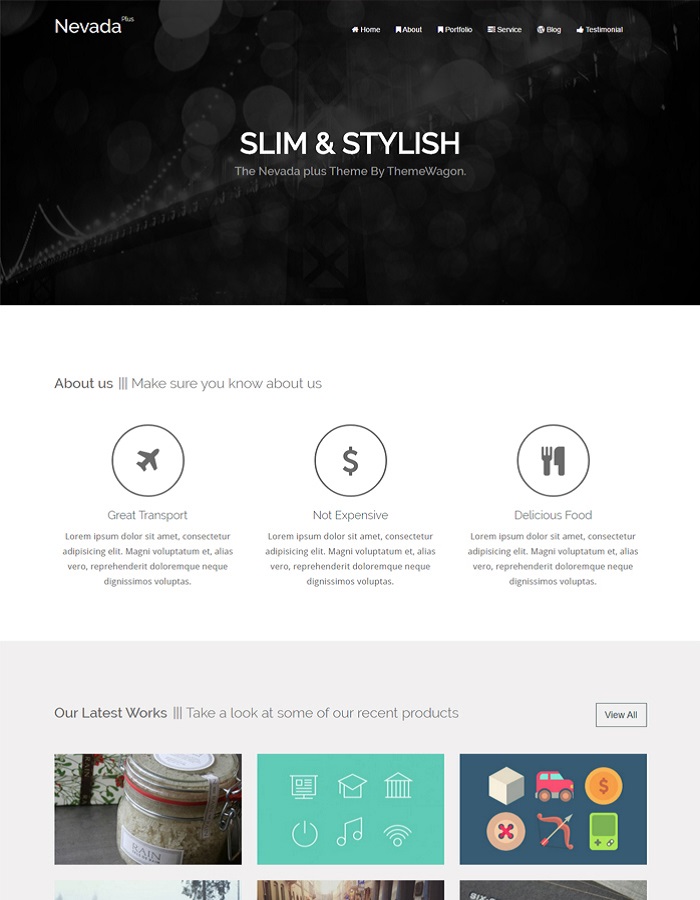 Nevada Plus
Home About Portfolio Service Blog Testimonial
SLIM & STYLISH
The Nevada plus Theme By ThemeWagon.
About us ||| Make sure you know about us
Great Transport
Lorem ipsum dolor sit amet, consectetur
adipisicing elit. Magni voluptatum et, alias
vero, reprehenderit doloremque neque
dignissimos voluptas.
Not Expensive
Lorem ipsum dolor sit amet, consectetur
adipisicing elit. Magni voluptatum et, alias
vero, reprehenderit doloremque neque
dignissimos voluptas.
Delicious Food
Lorem ipsum dolor sit amet, consectetur
adipisicing elit. Magni voluptatum et, alias
vero, reprehenderit doloremque neque
dignissimos voluptas.
Our Latest Works ||| Take a look at some of our recent products
View All
RAIN